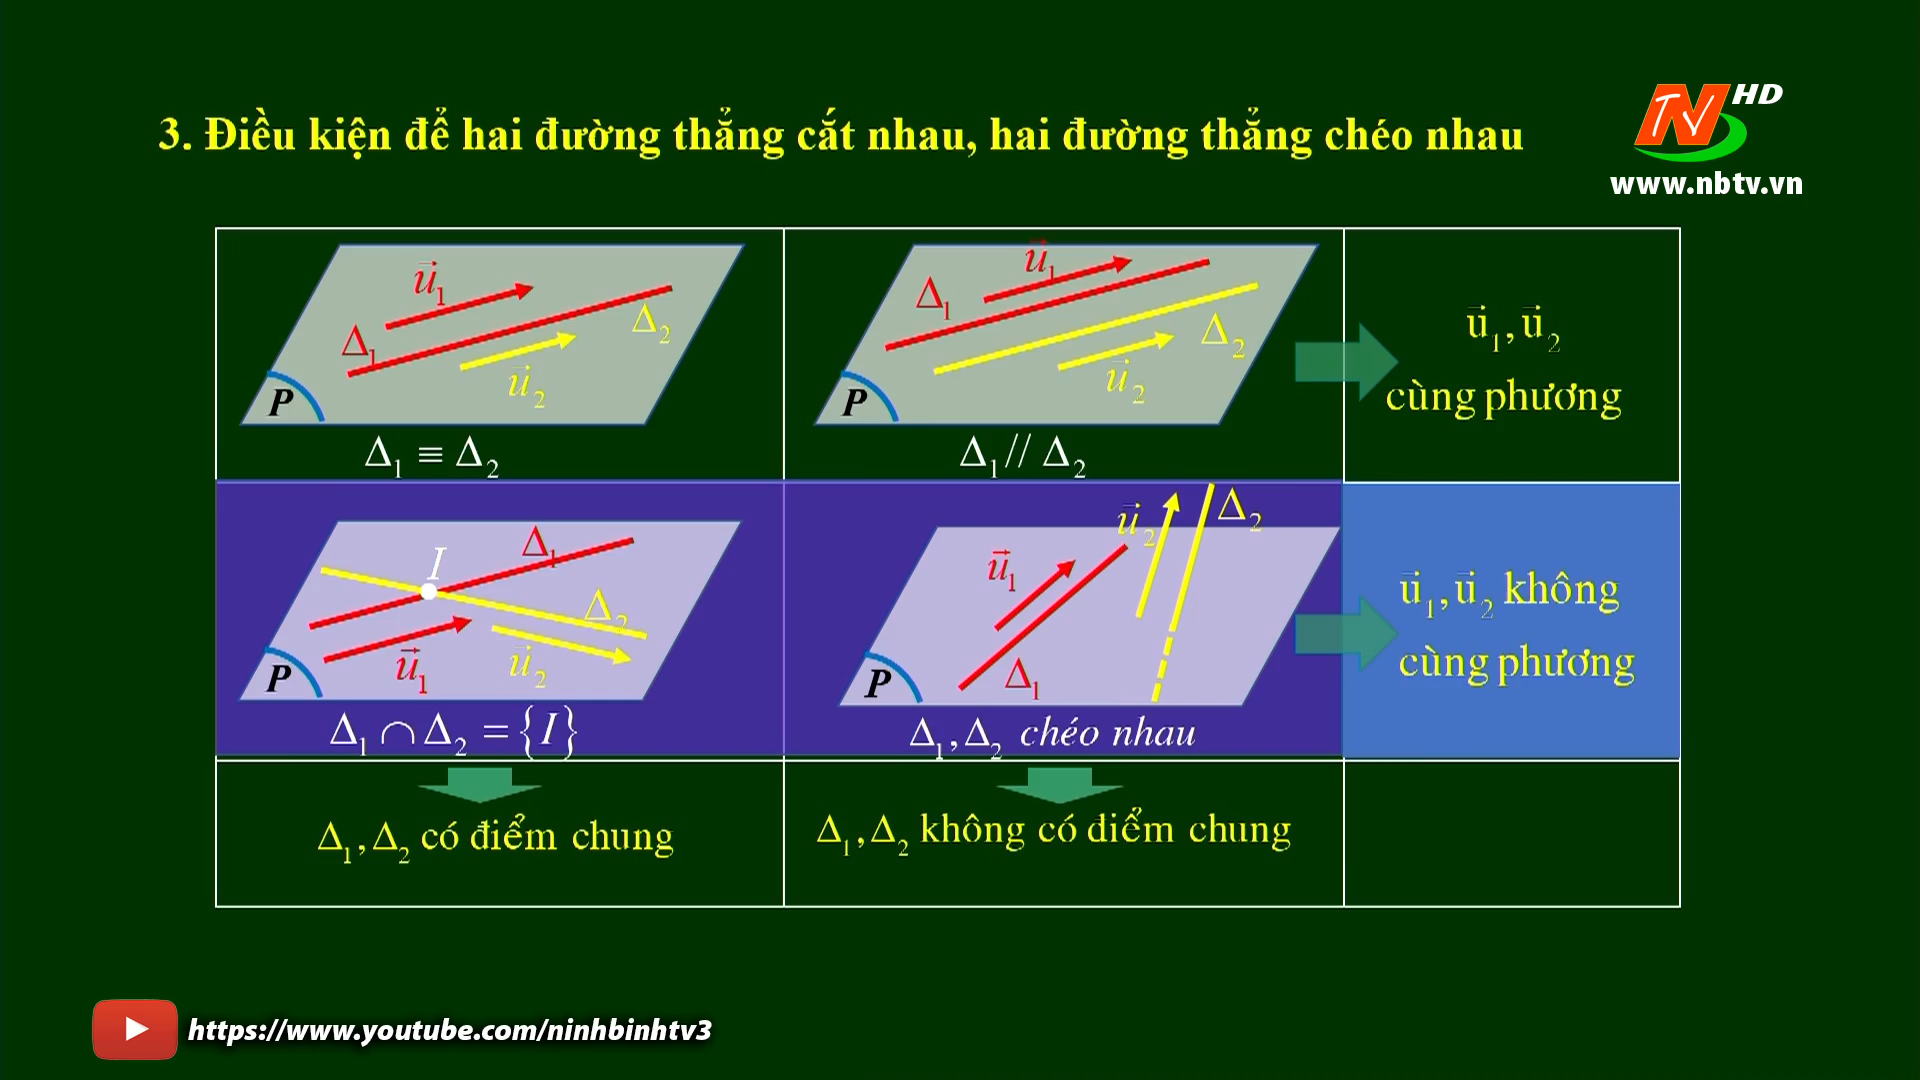 3. Điều kiện để hai đường thẳng cắt nhau, hai đường thẳng chéo nhau
TV N HD
www.nbtv.vn
u⃗₁
Δ₁
Δ₂
u⃗₂
P
Δ₁ ≡ Δ₂
u⃗₁
Δ₁
Δ₂
u⃗₂
P
Δ₁ // Δ₂
u⃗₁, u⃗₂
cùng phương
I
Δ₁
Δ₂
u⃗₁
u⃗₂
P
Δ₁ ∩ Δ₂ = {I}
u⃗₂
Δ₂
u⃗₁
Δ₁
P
Δ₁, Δ₂ chéo nhau
u⃗₁, u⃗₂ không
cùng phương
Δ₁, Δ₂ có điểm chung
Δ₁, Δ₂ không có điểm chung
https://www.youtube.com/ninhbinhtv3